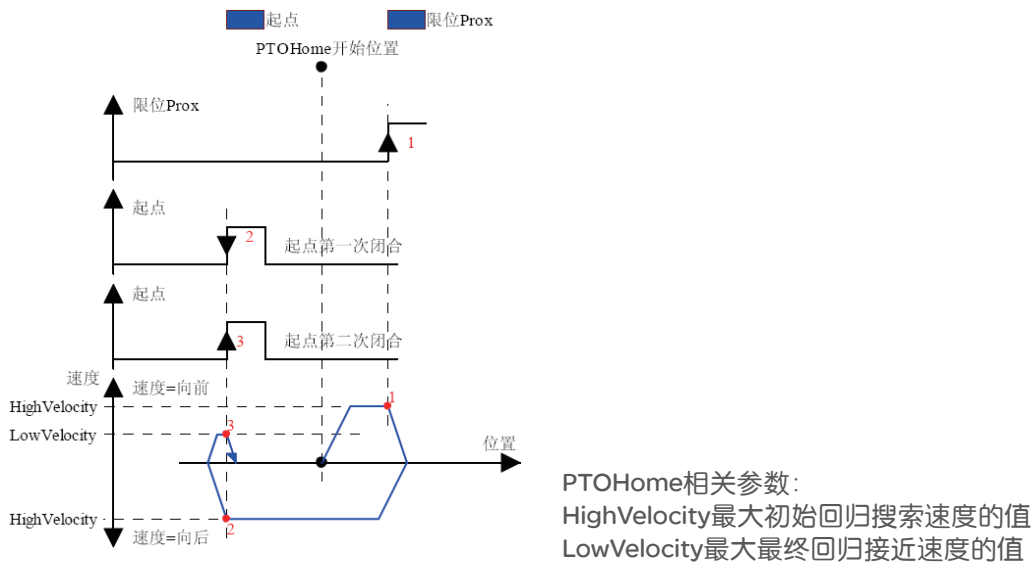 起点
限位Prox
PTOHome开始位置
限位Prox
1
起点
2
起点第一次闭合
起点
3
起点第二次闭合
速度
速度=向前
HighVelocity
1
LowVelocity
3
位置
HighVelocity
2
速度=向后
PTOHome相关参数:
HighVelocity最大初始回归搜索速度的值
LowVelocity最大最终回归接近速度的值